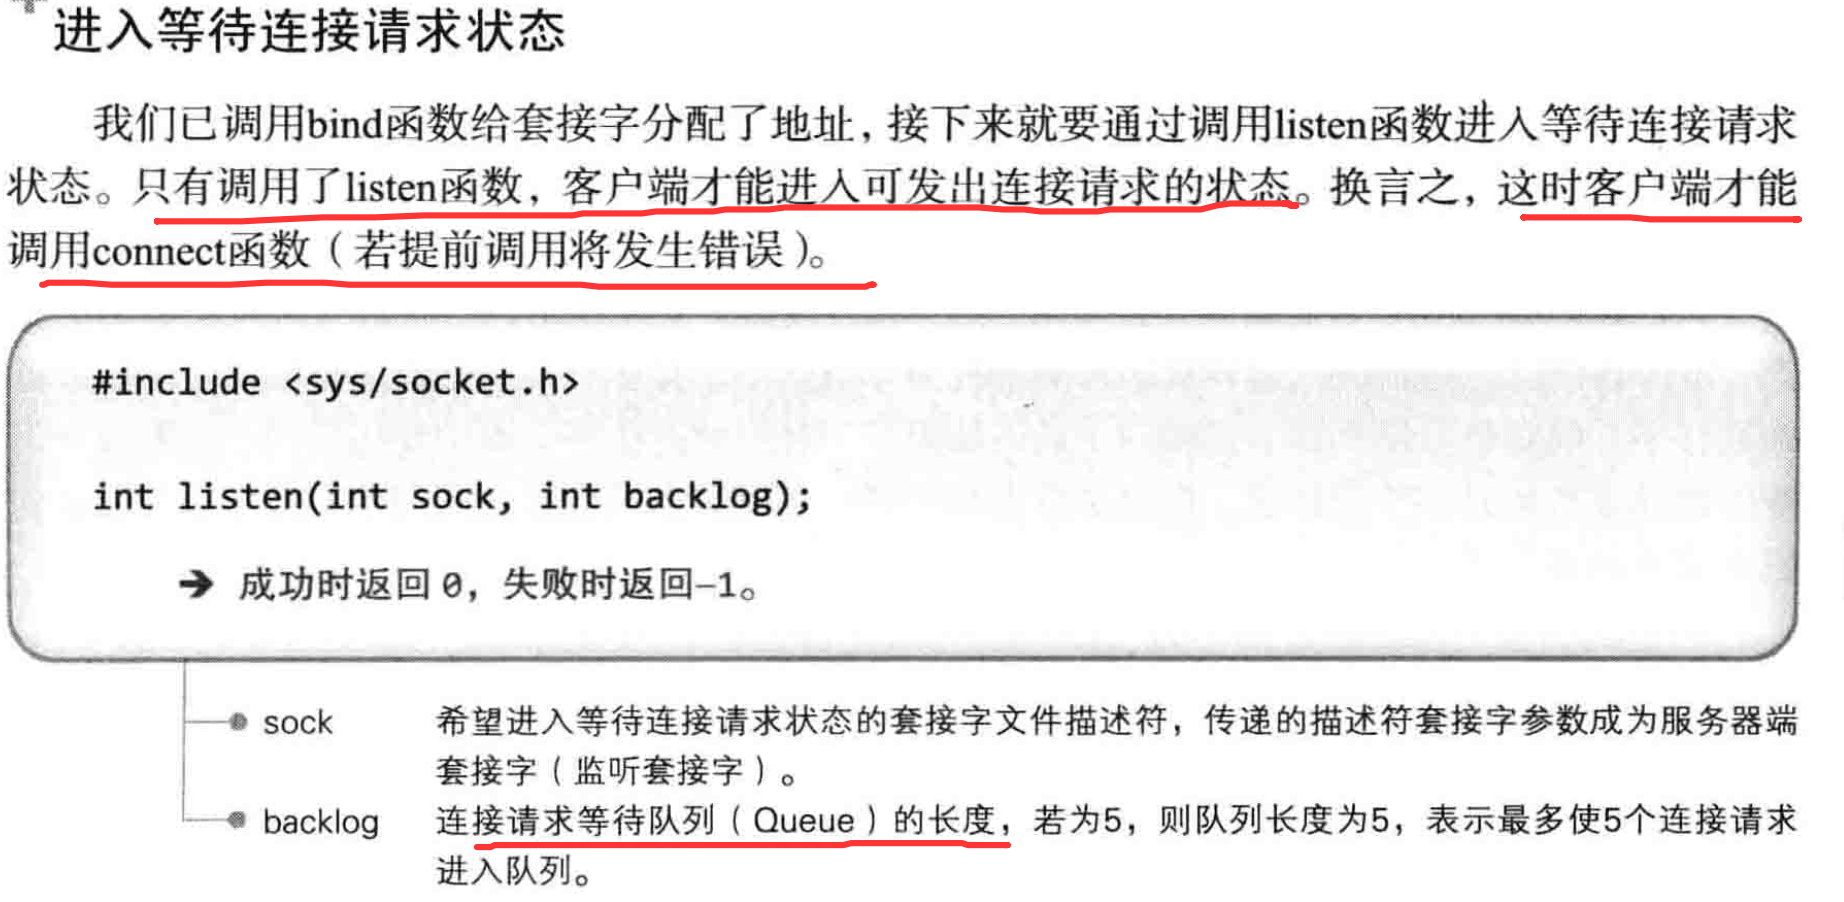 进入等待连接请求状态
我们已调用bind函数给套接字分配了地址，接下来就要通过调用listen函数进入等待连接请求
状态。只有调用了listen函数，客户端才能进入可发出连接请求的状态。换言之，这时客户端才能
调用connect函数（若提前调用将发生错误）。
#include <sys/socket.h>
int listen(int sock, int backlog);
➔ 成功时返回 0，失败时返回–1。
sock 希望进入等待连接请求状态的套接字文件描述符，传递的描述符套接字参数成为服务器端
套接字（监听套接字）。
backlog 连接请求等待队列（Queue）的长度，若为5，则队列长度为5，表示最多使5个连接请求
进入队列。